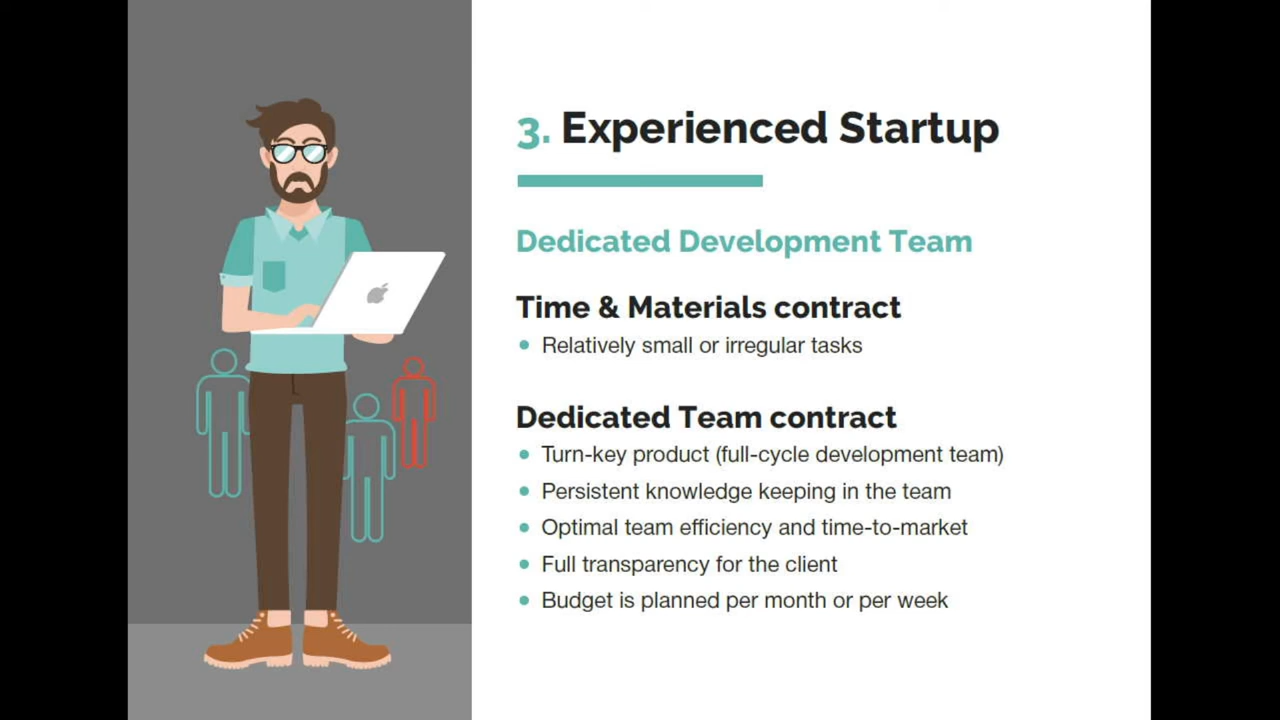 3. Experienced Startup
Dedicated Development Team
Time & Materials contract
Relatively small or irregular tasks
Dedicated Team contract
Turn-key product (full-cycle development team)
Persistent knowledge keeping in the team
Optimal team efficiency and time-to-market
Full transparency for the client
Budget is planned per month or per week